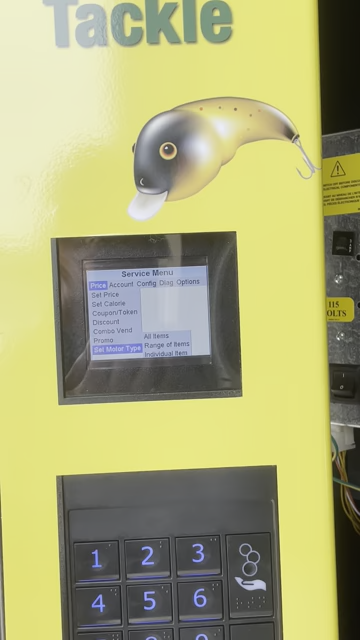 Tackle
Service Menu
Price Account Config Diag Options
Set Price
Set Calorie
Coupon/Token
Discount
Combo Vend
Promo
Set Motor Type
All Items
Range of Items
Individual Item
115
VOLTS
1 2 3
4 5 6